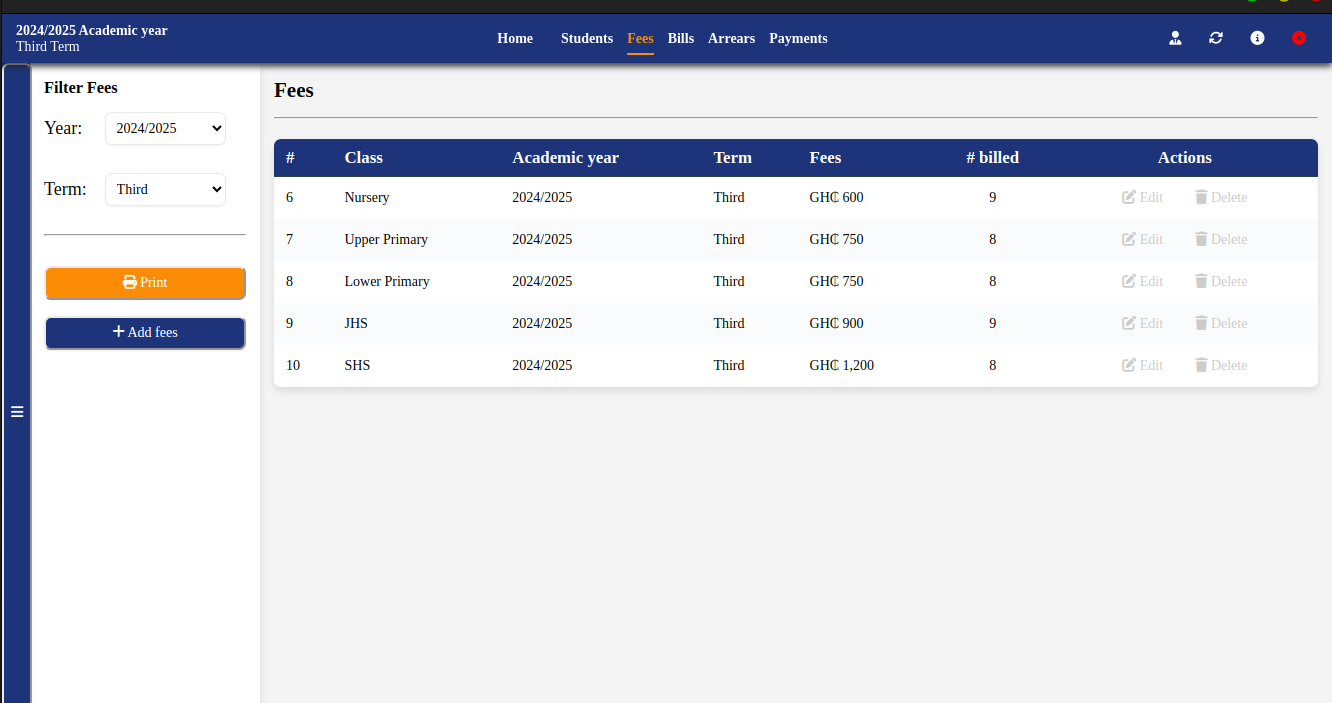 2024/2025 Academic year
Third Term
Home Students Fees Bills Arrears Payments
Filter Fees
Year: 2024/2025
Term: Third
Print
Add fees
Fees
# Class Academic year Term Fees # billed Actions
6 Nursery 2024/2025 Third GH₵ 600 9 Edit Delete
7 Upper Primary 2024/2025 Third GH₵ 750 8 Edit Delete
8 Lower Primary 2024/2025 Third GH₵ 750 8 Edit Delete
9 JHS 2024/2025 Third GH₵ 900 9 Edit Delete
10 SHS 2024/2025 Third GH₵ 1,200 8 Edit Delete